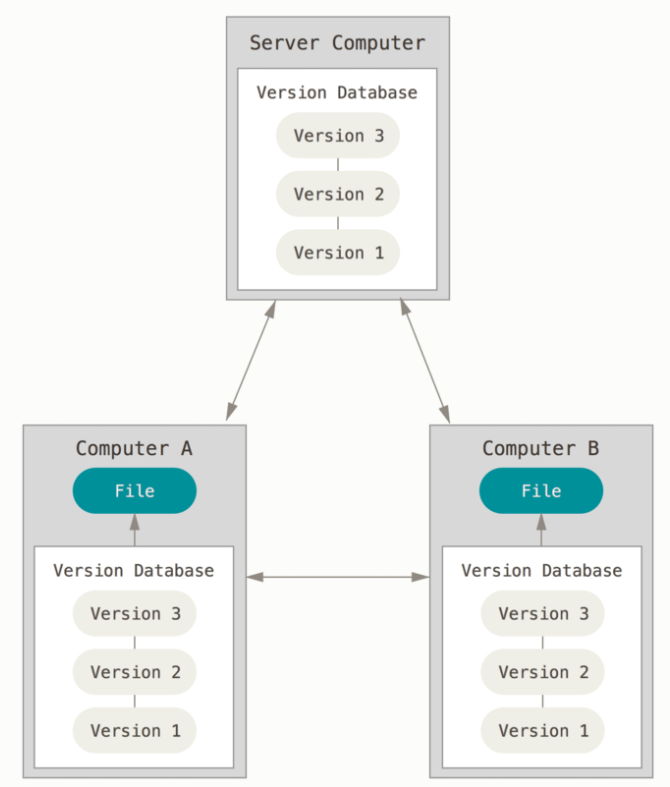 Server Computer
Version Database
Version 3
Version 2
Version 1
Computer A
File
Version Database
Version 3
Version 2
Version 1
Computer B
File
Version Database
Version 3
Version 2
Version 1